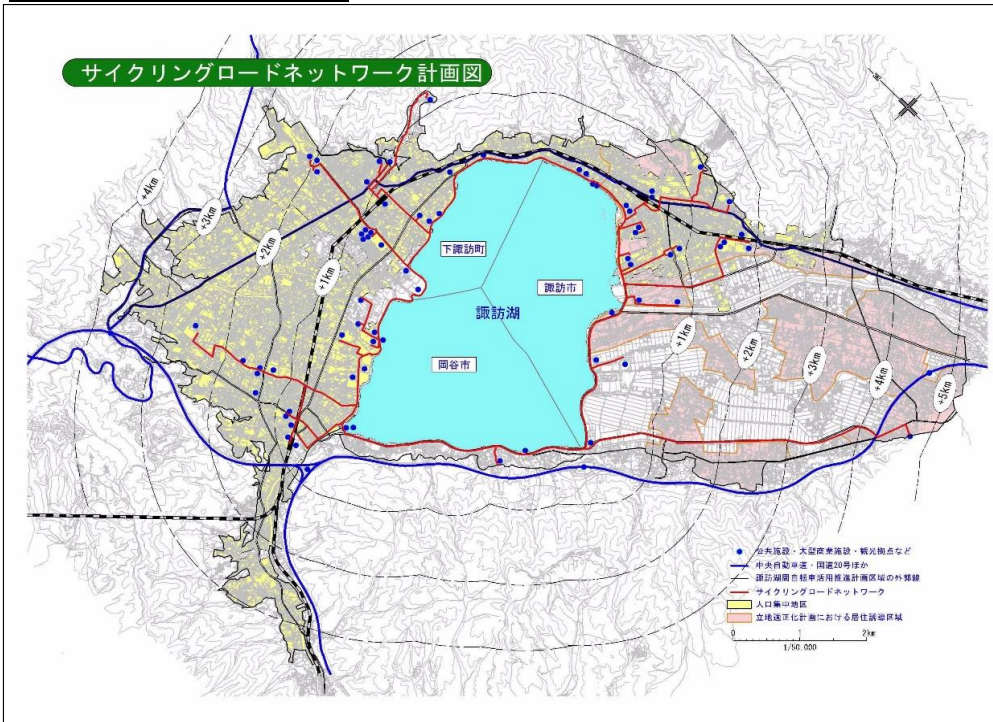 サイクリングロードネットワーク計画図
+4km
+3km
+2km
+1km
下諏訪町
諏訪市
諏訪湖
岡谷市
+1km
+2km
+3km
+4km
+5km
公共施設・大型商業施設・観光拠点など
中央自動車道・国道20号ほか
諏訪湖周自転車活用推進計画区域の外郭線
サイクリングロードネットワーク
人口集中地区
立地適正化計画における居住誘導区域
0 2km
1/50,000